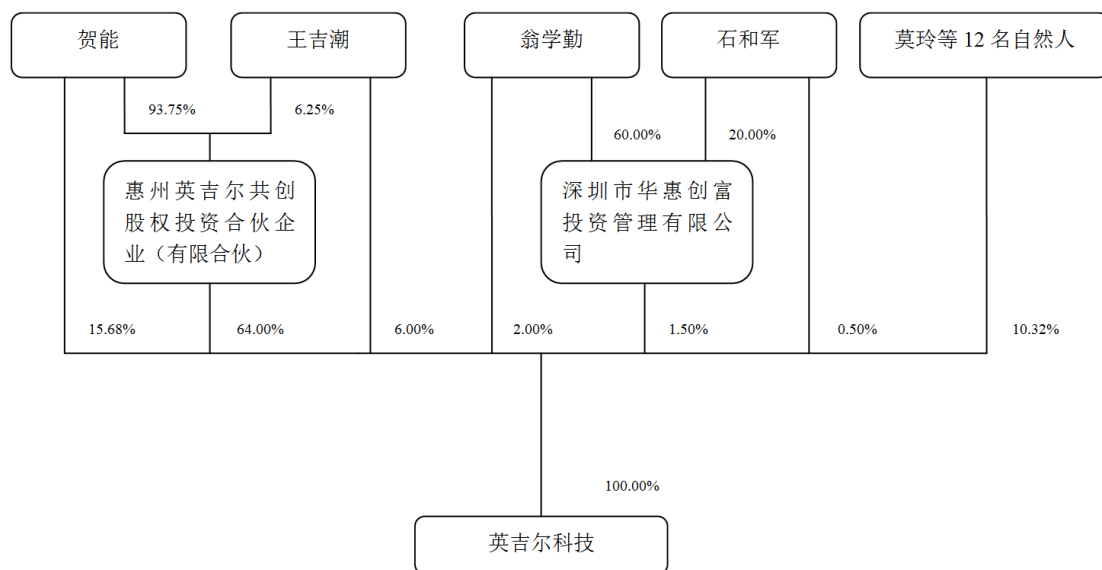 贺能
王吉潮
翁学勤
石和军
莫玲等 12 名自然人
93.75%
6.25%
60.00%
20.00%
惠州英吉尔共创
股权投资合伙企
业（有限合伙）
深圳市华惠创富
投资管理有限公
司
15.68%
64.00%
6.00%
2.00%
1.50%
0.50%
10.32%
100.00%
英吉尔科技